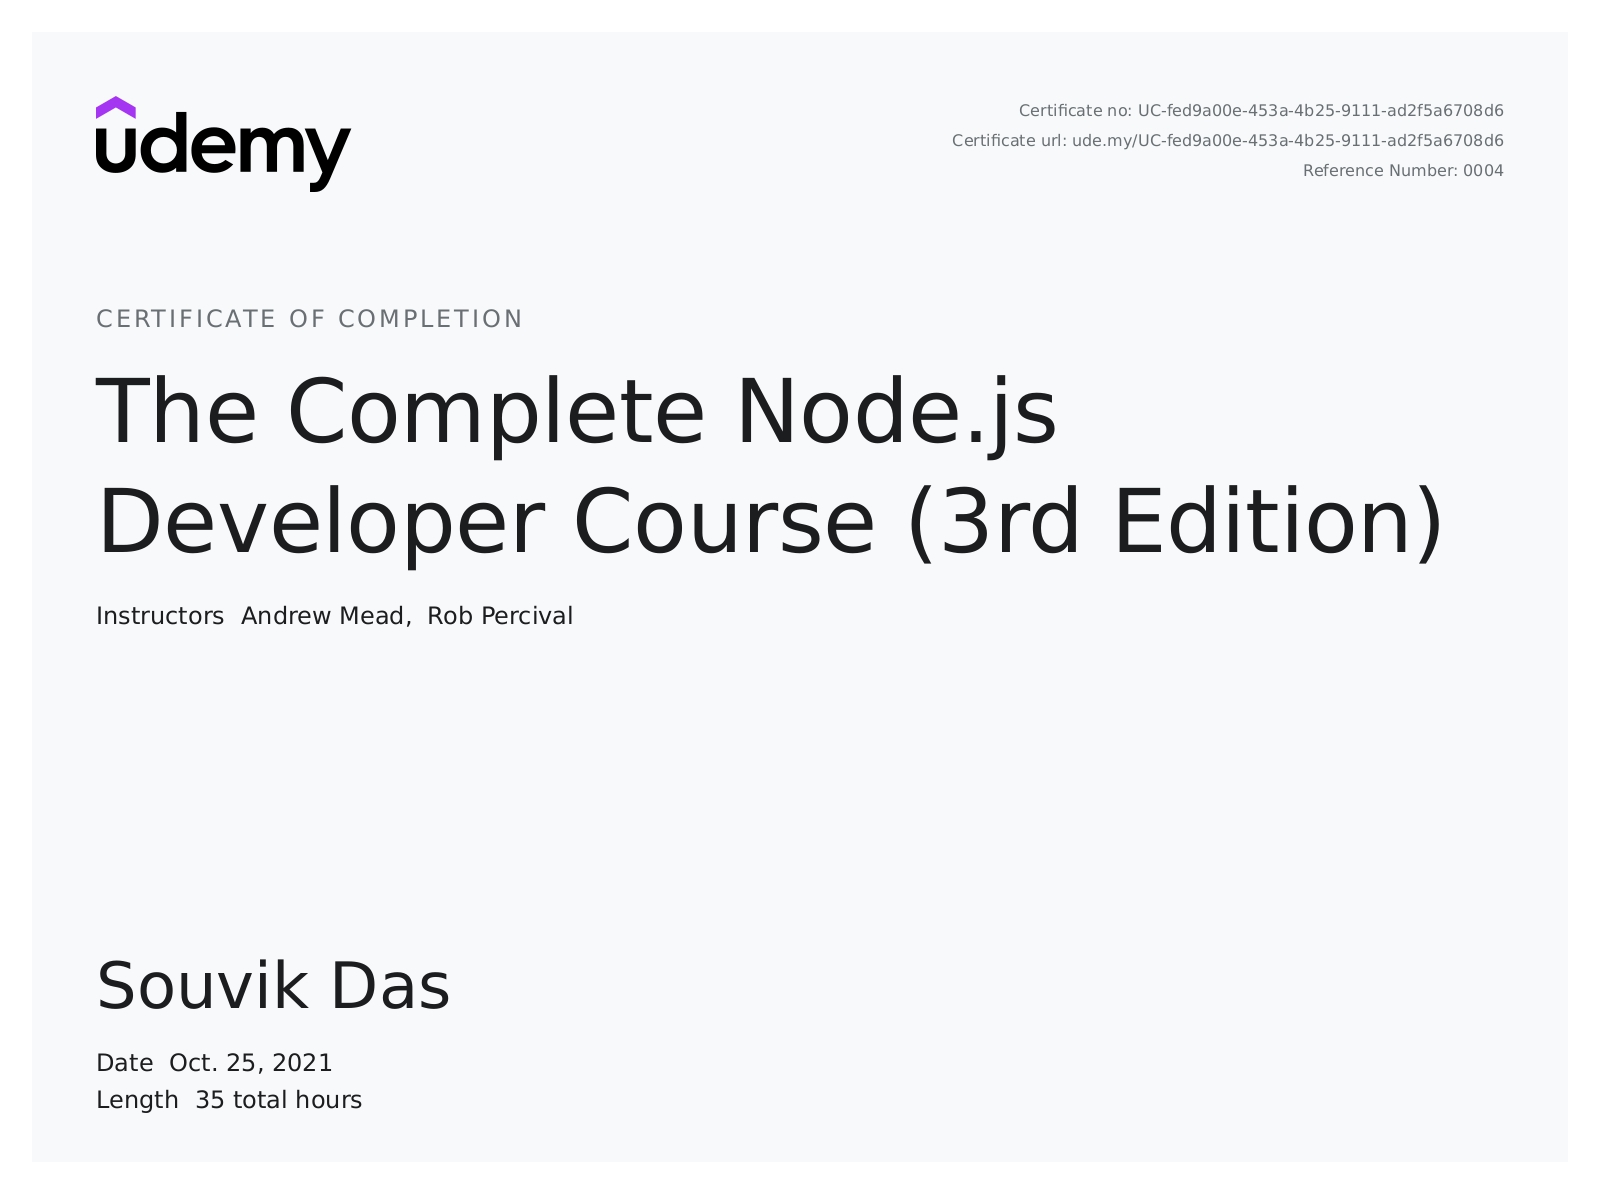 udemy
Certificate no: UC-fed9a00e-453a-4b25-9111-ad2f5a6708d6
Certificate url: ude.my/UC-fed9a00e-453a-4b25-9111-ad2f5a6708d6
Reference Number: 0004
CERTIFICATE OF COMPLETION
The Complete Node.js
Developer Course (3rd Edition)
Instructors Andrew Mead, Rob Percival
Souvik Das
Date Oct. 25, 2021
Length 35 total hours